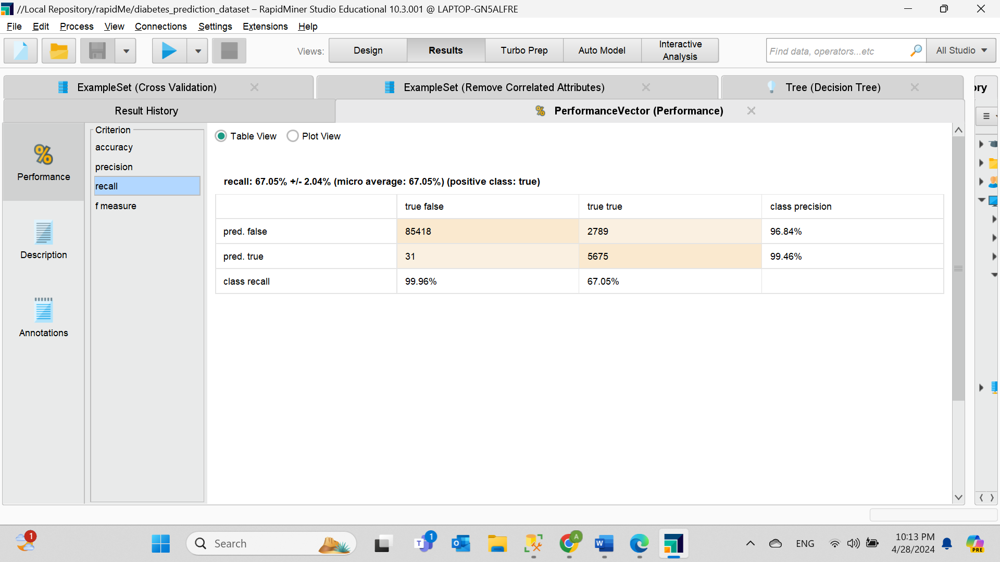 //Local Repository/rapidMe/diabetes_prediction_dataset – RapidMiner Studio Educational 10.3.001 @ LAPTOP-GN5ALFRE
File Edit Process View Connections Settings Extensions Help
Views: Design Results Turbo Prep Auto Model Interactive Analysis Find data, operators...etc All Studio
ExampleSet (Cross Validation) ExampleSet (Remove Correlated Attributes) Tree (Decision Tree) ory
Result History PerformanceVector (Performance)
Performance
Description
Annotations
Criterion
accuracy
precision
recall
f measure
Table View Plot View
recall: 67.05% +/- 2.04% (micro average: 67.05%) (positive class: true)
true false true true class precision
pred. false 85418 2789 96.84%
pred. true 31 5675 99.46%
class recall 99.96% 67.05%
1 Search T 1 O A W ENG 10:13 PM PRE
4/28/2024